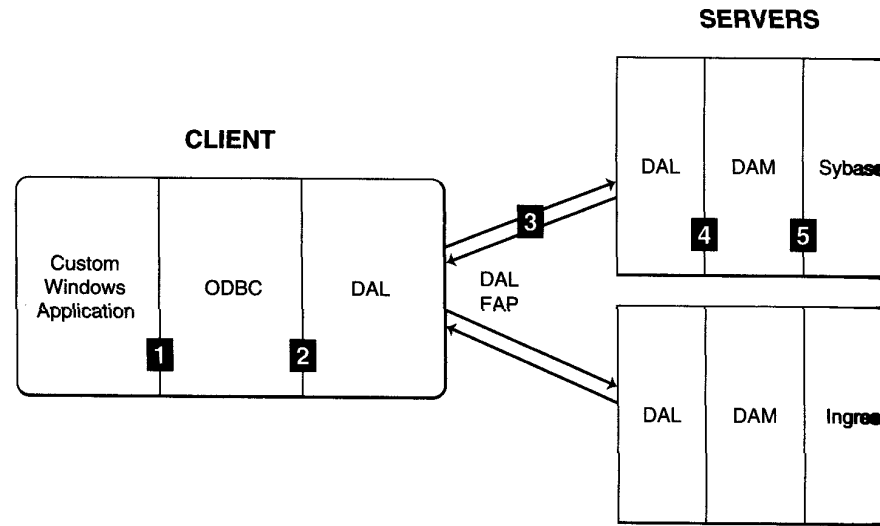 SERVERS
CLIENT
Custom
Windows
Application
ODBC
DAL
1
2
3
DAL
FAP
DAL
DAM
Sybase
4
5
DAL
DAM
Ingres